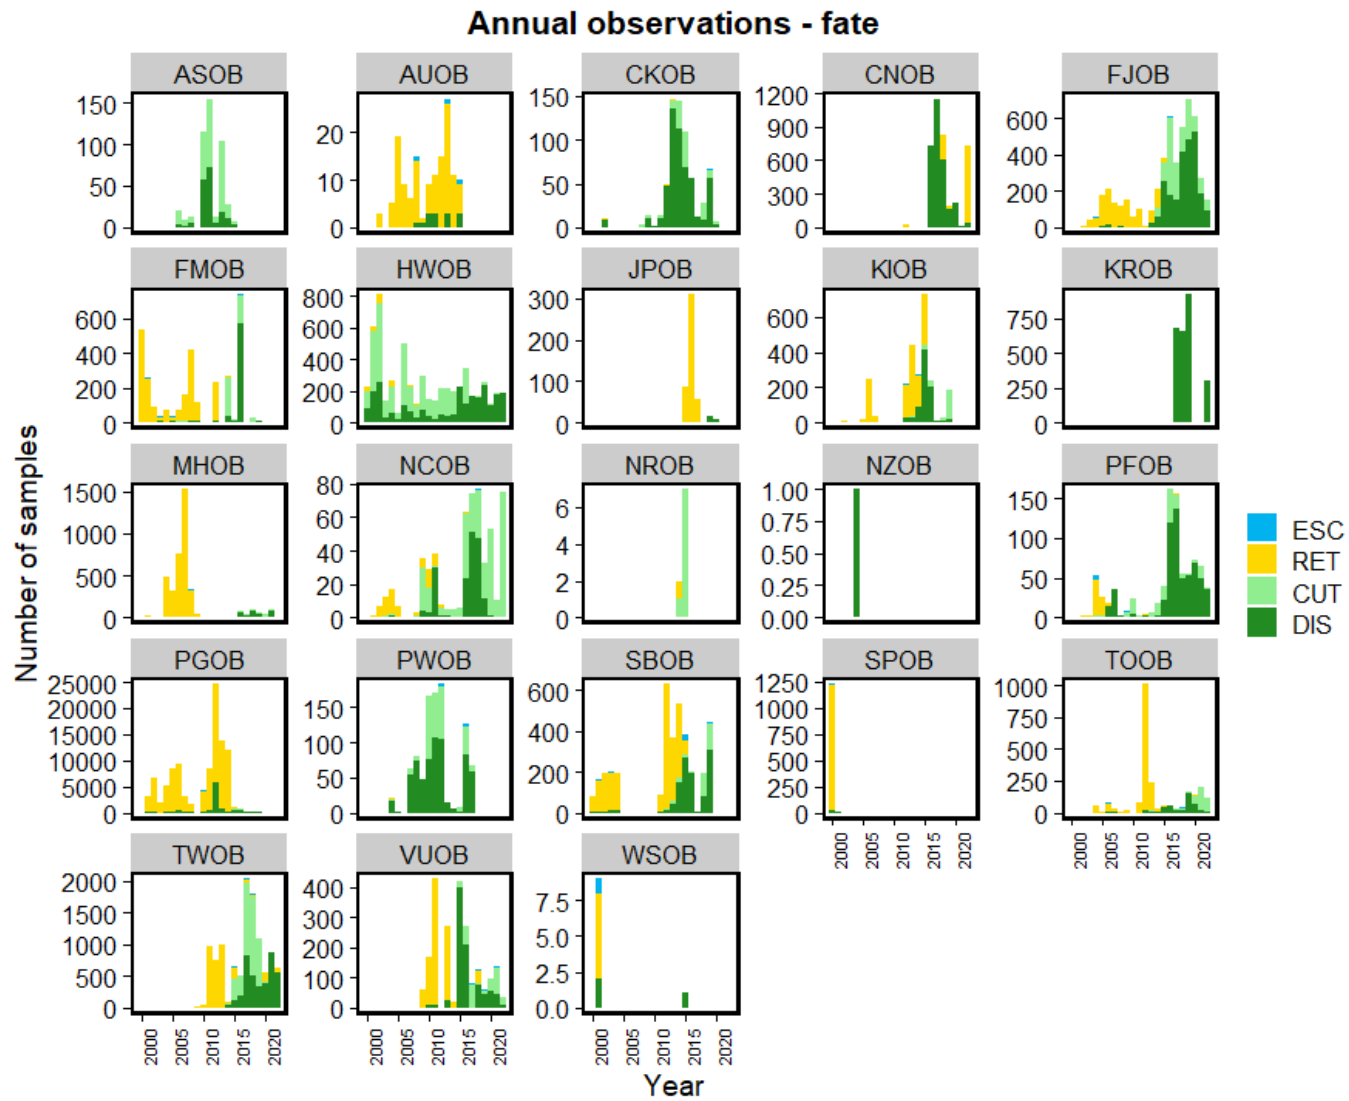 Annual observations - fate
ASOB AUOB CKOB CNOB FJOB
150 100 50 0
20 10 0
150 100 50 0
1200 900 600 300 0
600 400 200 0
FMOB HWOB JPOB KIOB KROB
600 400 200 0
800 600 400 200 0
300 200 100 0
600 400 200 0
750 500 250 0
MHOB NCOB NROB NZOB PFOB
1500 1000 500 0
80 60 40 20 0
6 4 2 0
1.00 0.75 0.50 0.25 0.00
150 100 50 0
PGOB PWOB SBOB SPOB TOOB
25000 20000 15000 10000 5000 0
150 100 50 0
600 400 200 0
1250 1000 750 500 250 0
1000 750 500 250 0
2000 2005 2010 2015 2020
2000 2005 2010 2015 2020
TWOB VUOB WSOB
2000 1500 1000 500 0
400 300 200 100 0
7.5 5.0 2.5 0.0
2000 2005 2010 2015 2020
2000 2005 2010 2015 2020
2000 2005 2010 2015 2020
Number of samples
Year
ESC
RET
CUT
DIS